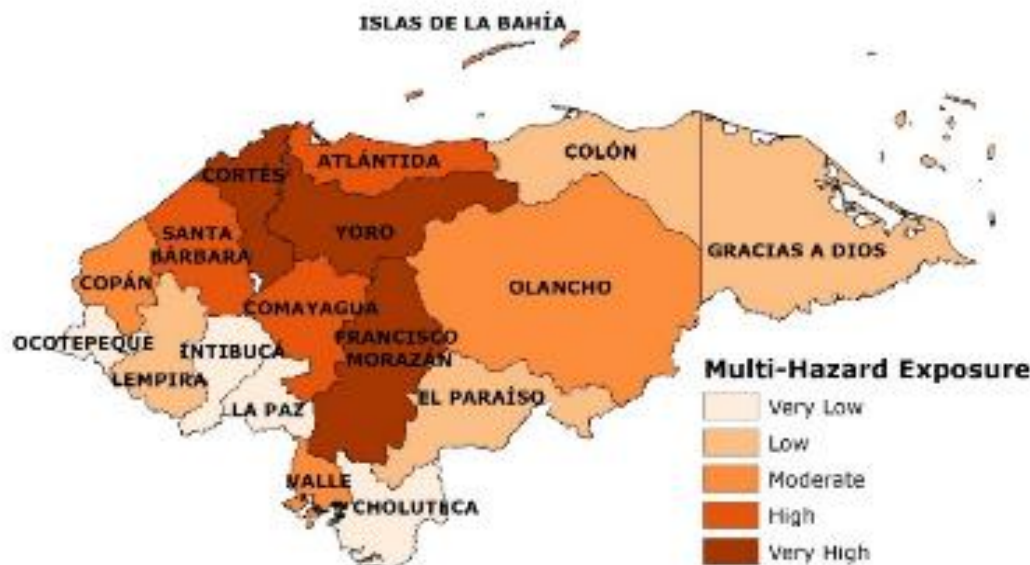 ISLAS DE LA BAHÍA
ATLÁNTIDA
COLÓN
CORTÉS
SANTA
BÁRBARA
YORO
GRACIAS A DIOS
COPÁN
OLANCHO
COMAYAGUA
OCOTEPEQUE
ÍNTIBUCÁ
FRANCISCO
MORAZÁN
LEMPIRA
LA PAZ
EL PARAÍSO
VALLE
CHOLUTECA
Multi-Hazard Exposure
Very Low
Low
Moderate
High
Very High